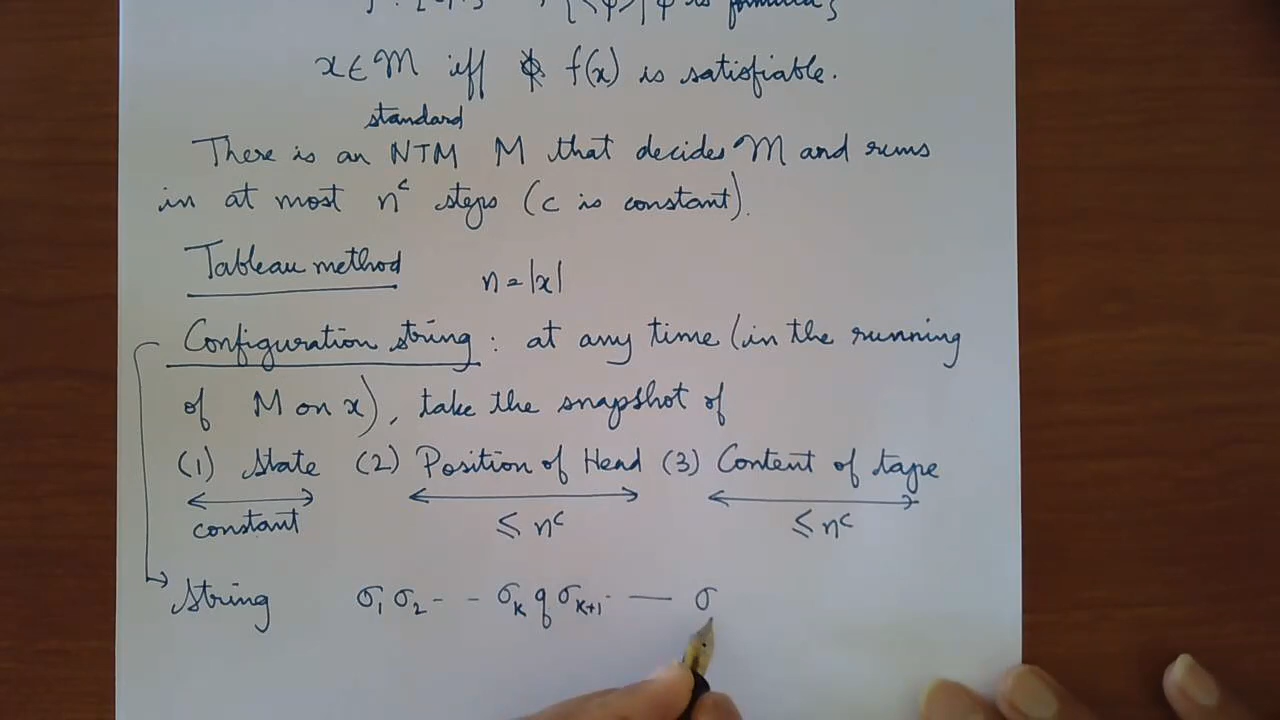 x ∈ M iff f(x) is satisfiable.
standard
There is an NTM M that decides M and runs
in at most n^c steps (c is constant).
Tableau method n = |x|
Configuration string : at any time (in the running
of M on x), take the snapshot of
(1) State (2) Position of Head (3) Content of tape
constant ≤ n^c ≤ n^c
String σ₁ σ₂ - - σₖ q σₖ₊₁ — σ